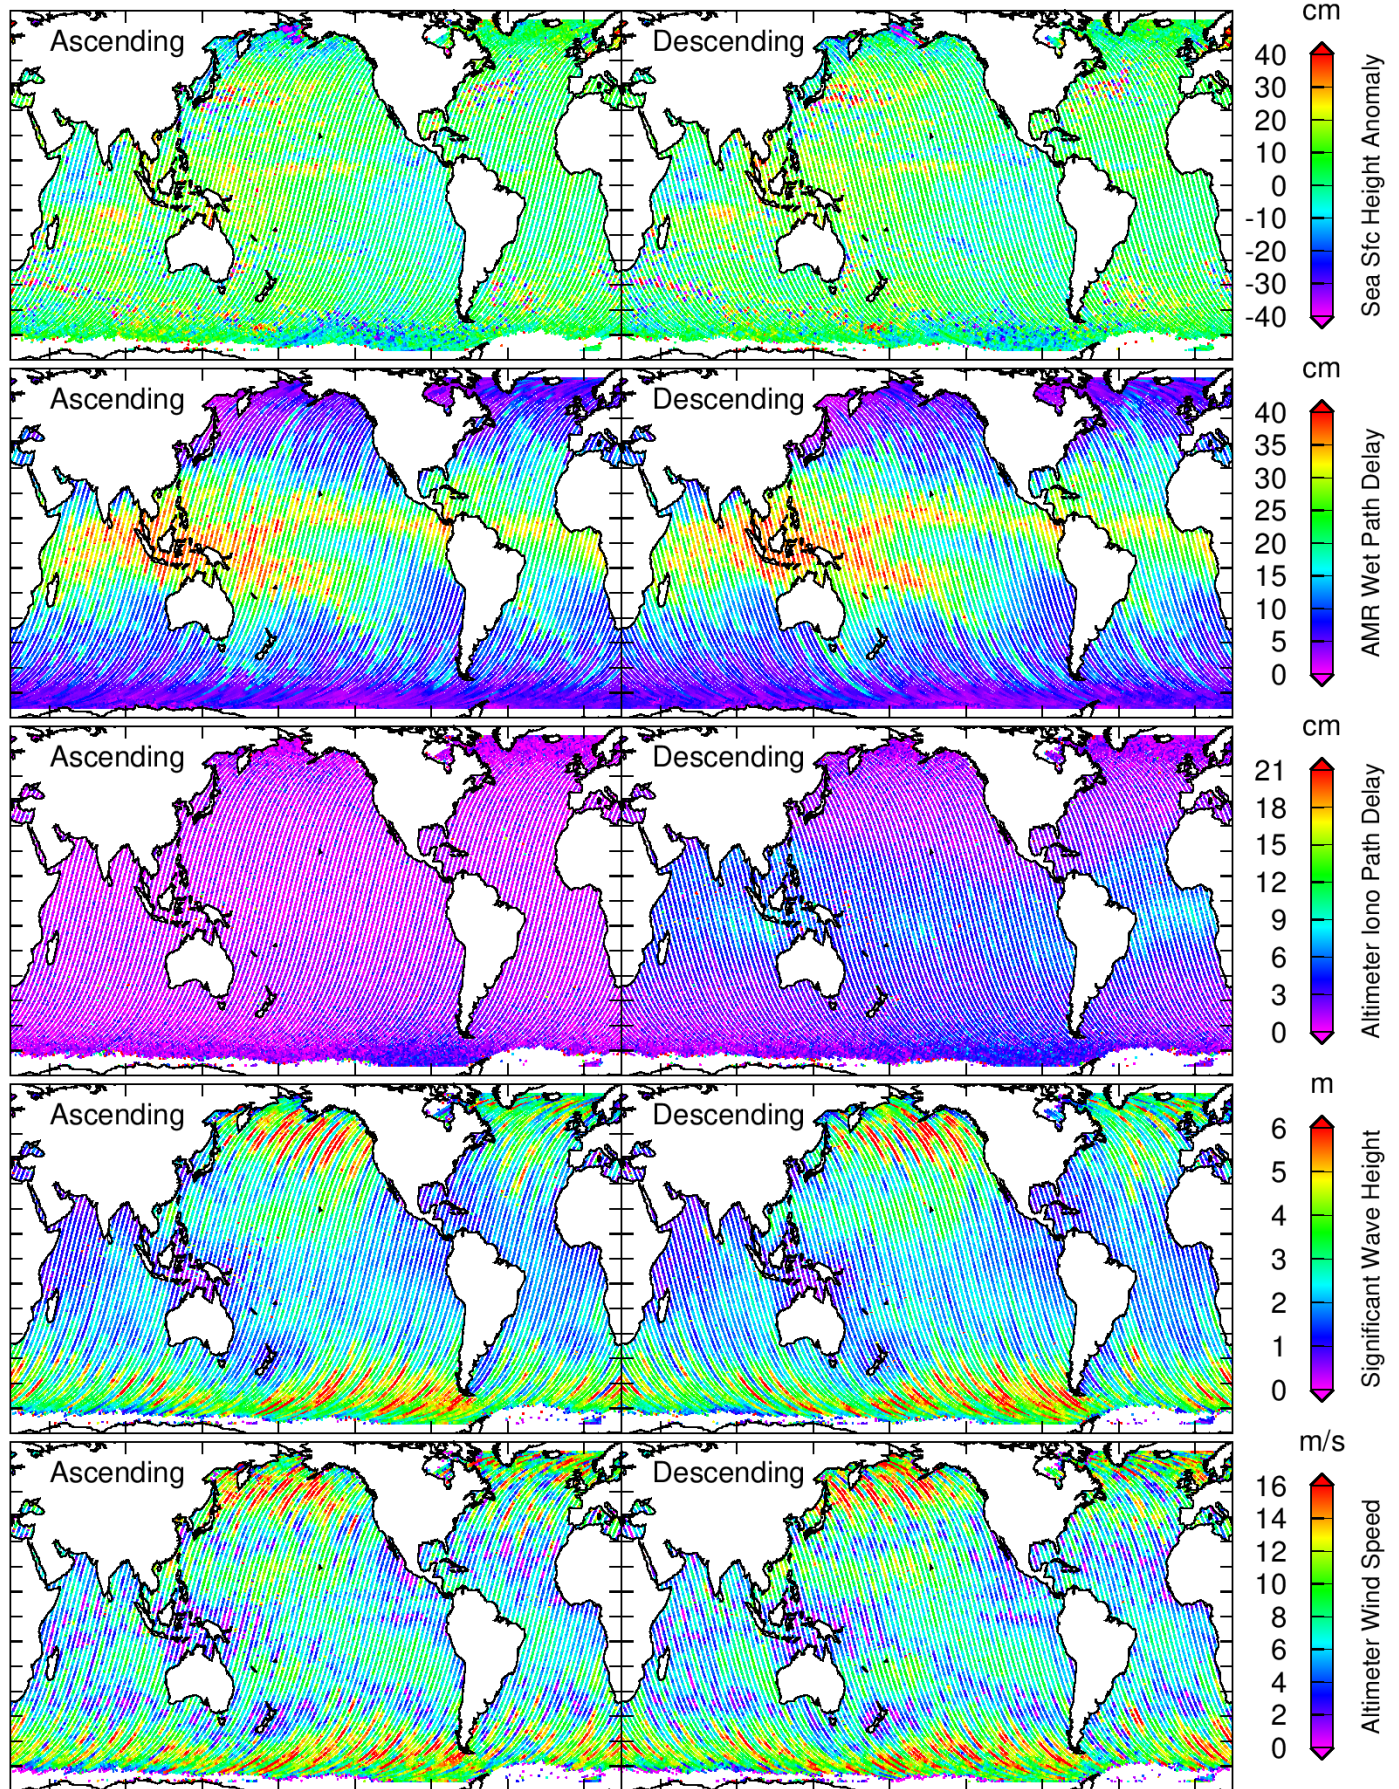 Ascending
Descending
cm
40
30
20
10
0
-10
-20
-30
-40
Sea Sfc Height Anomaly
Ascending
Descending
cm
40
35
30
25
20
15
10
5
0
AMR Wet Path Delay
Ascending
Descending
cm
21
18
15
12
9
6
3
0
Altimeter Iono Path Delay
Ascending
Descending
m
6
5
4
3
2
1
0
Significant Wave Height
Ascending
Descending
m/s
16
14
12
10
8
6
4
2
0
Altimeter Wind Speed